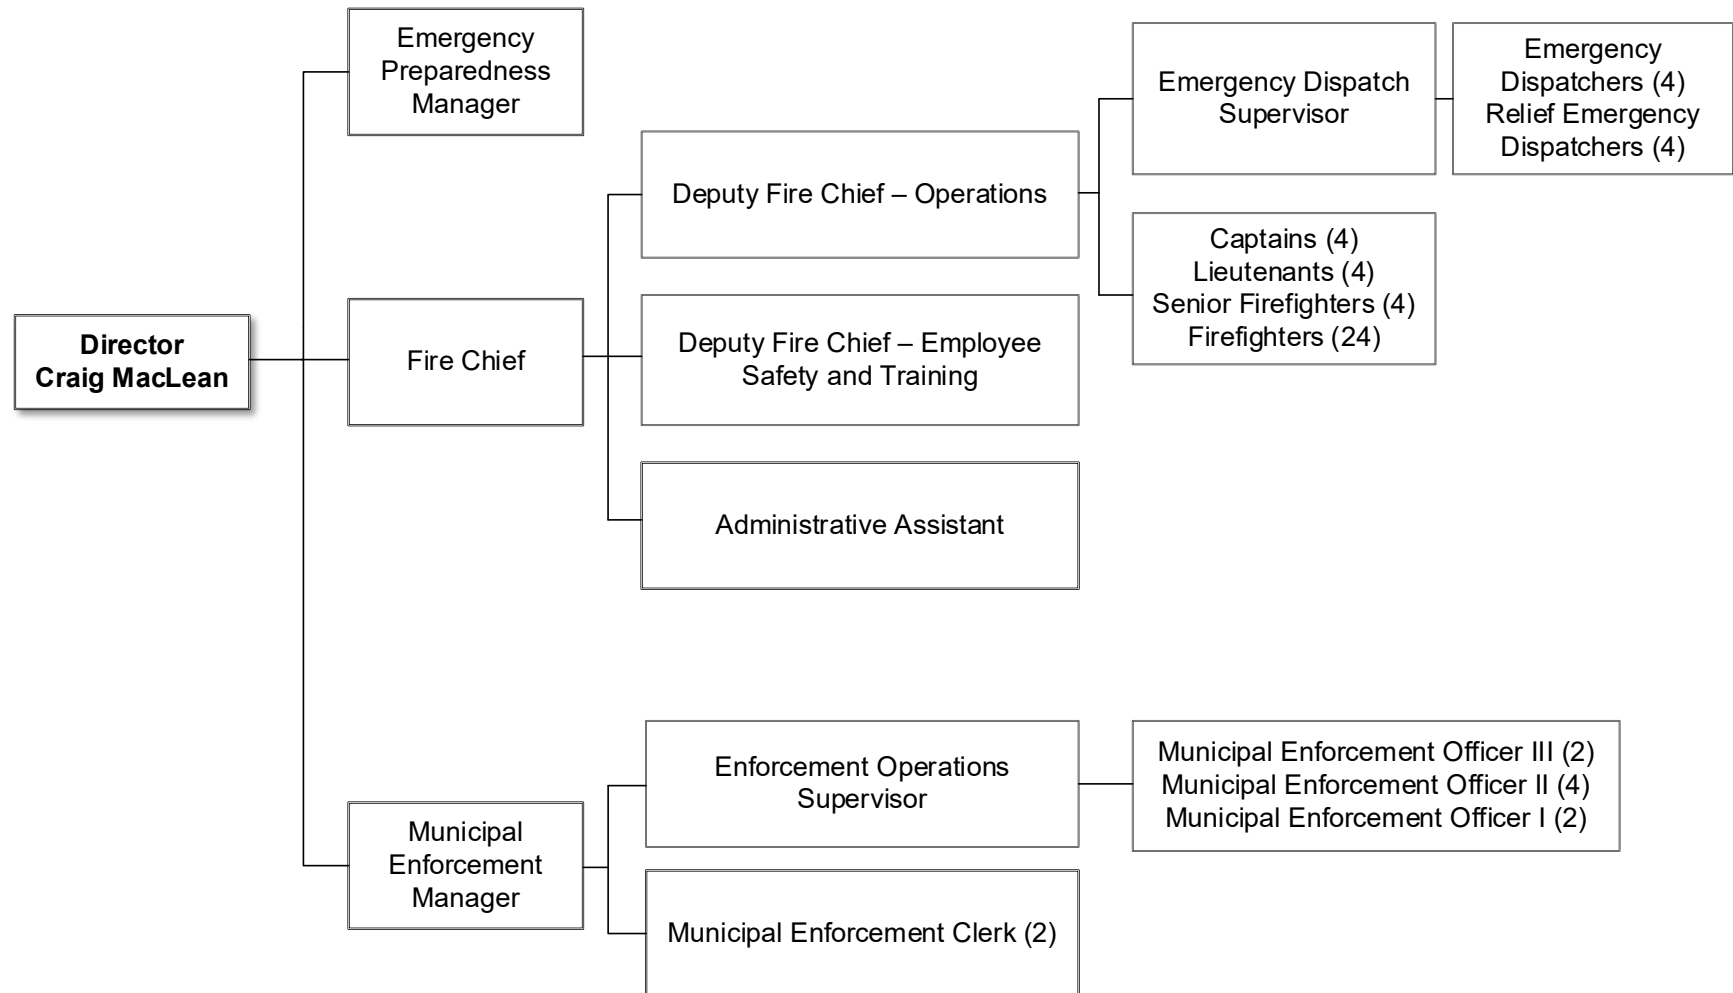 Emergency
Preparedness
Manager
Director
Craig MacLean
Fire Chief
Deputy Fire Chief – Operations
Emergency Dispatch
Supervisor
Emergency
Dispatchers (4)
Relief Emergency
Dispatchers (4)
Captains (4)
Lieutenants (4)
Senior Firefighters (4)
Firefighters (24)
Deputy Fire Chief – Employee
Safety and Training
Administrative Assistant
Municipal
Enforcement
Manager
Enforcement Operations
Supervisor
Municipal Enforcement Officer III (2)
Municipal Enforcement Officer II (4)
Municipal Enforcement Officer I (2)
Municipal Enforcement Clerk (2)